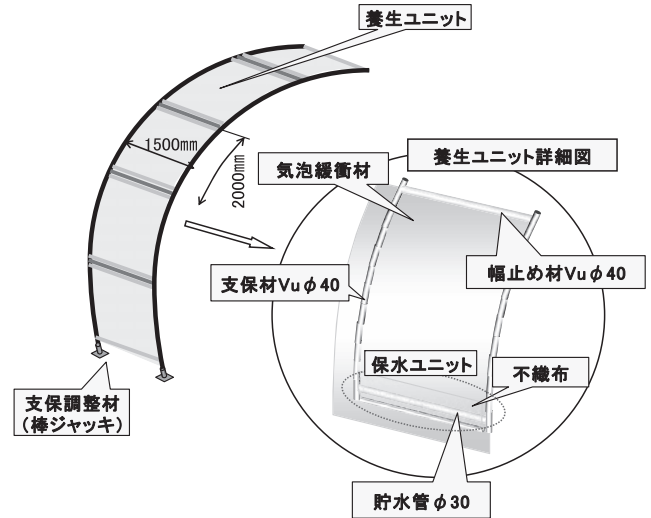 養生ユニット
1500mm
2000mm
養生ユニット詳細図
気泡緩衝材
支保材Vuφ40
幅止め材Vuφ40
保水ユニット
不織布
支保調整材
(棒ジャッキ)
貯水管φ30